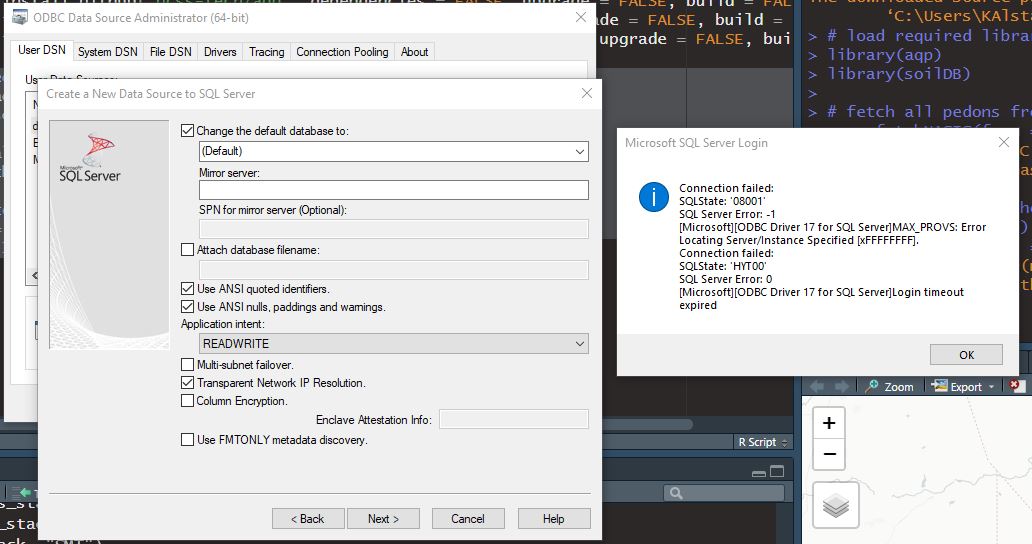 ODBC Data Source Administrator (64-bit)
User DSN System DSN File DSN Drivers Tracing Connection Pooling About
Create a New Data Source to SQL Server
Microsoft
SQL Server
Change the default database to:
(Default)
Mirror server:
SPN for mirror server (Optional):
Attach database filename:
Use ANSI quoted identifiers.
Use ANSI nulls, paddings and warnings.
Application intent:
READWRITE
Multi-subnet failover.
Transparent Network IP Resolution.
Column Encryption.
Enclave Attestation Info:
Use FMTONLY metadata discovery.
< Back Next > Cancel Help
= FALSE, build = FAL
FALSE, build =
upgrade = FALSE, bui
R Script
'C:\Users\KAlsta
> # load required librar
> library(aqp)
> library(soilDB)
>
> # fetch all pedons fro
Microsoft SQL Server Login
Connection failed:
SQLState: '08001'
SQL Server Error: -1
[Microsoft][ODBC Driver 17 for SQL Server]MAX_PROVS: Error
Locating Server/Instance Specified [xFFFFFFFF].
Connection failed:
SQLState: 'HYT00'
SQL Server Error: 0
[Microsoft][ODBC Driver 17 for SQL Server]Login timeout
expired
OK
Zoom Export
+
−